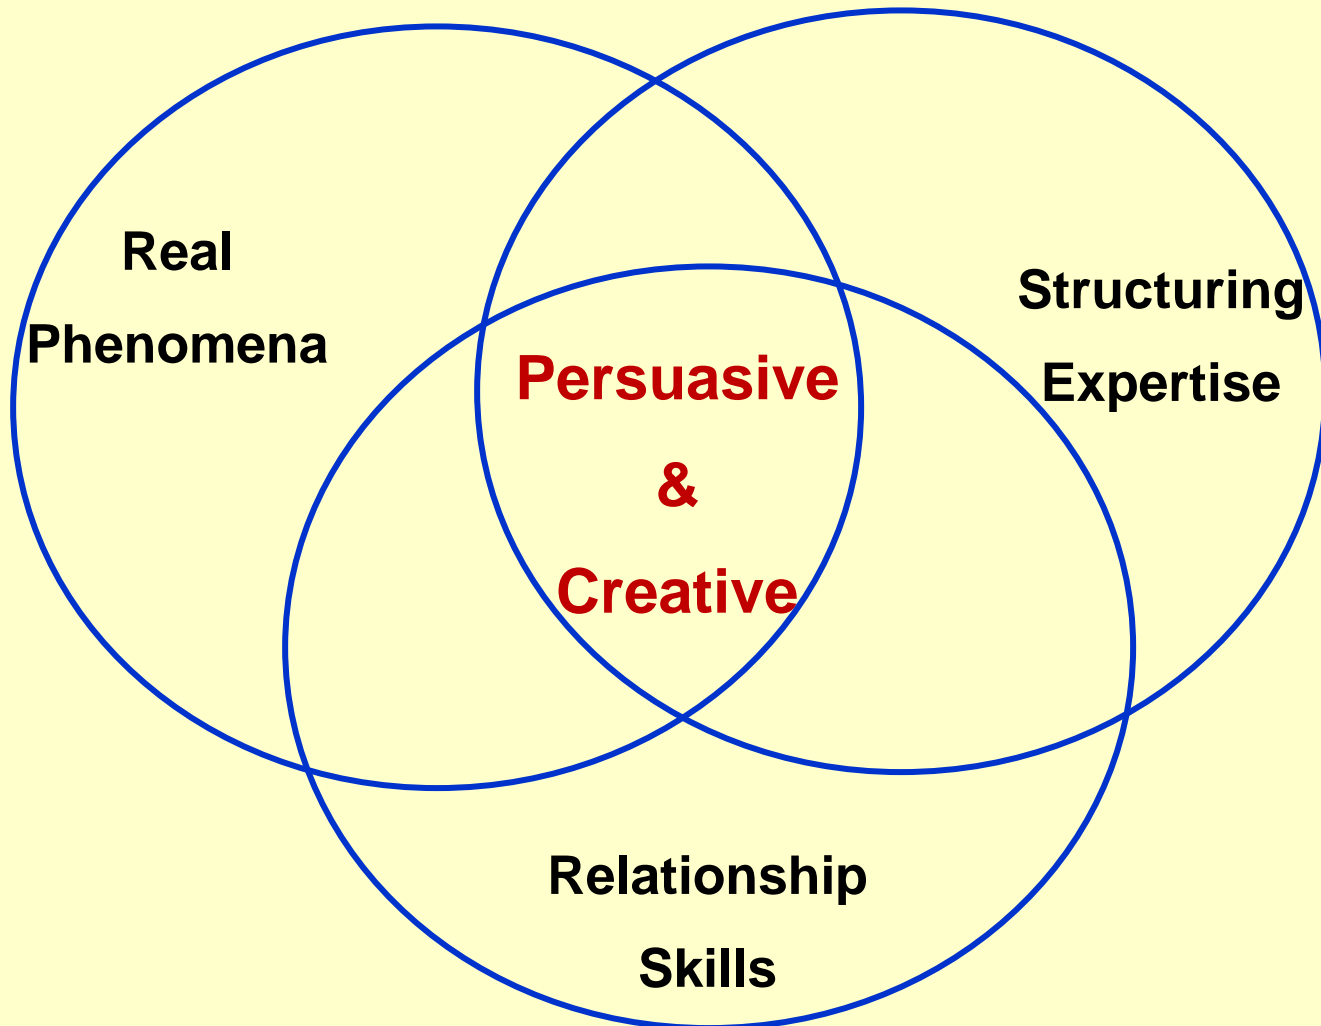 Real
Phenomena
Structuring
Expertise
Persuasive
&
Creative
Relationship
Skills